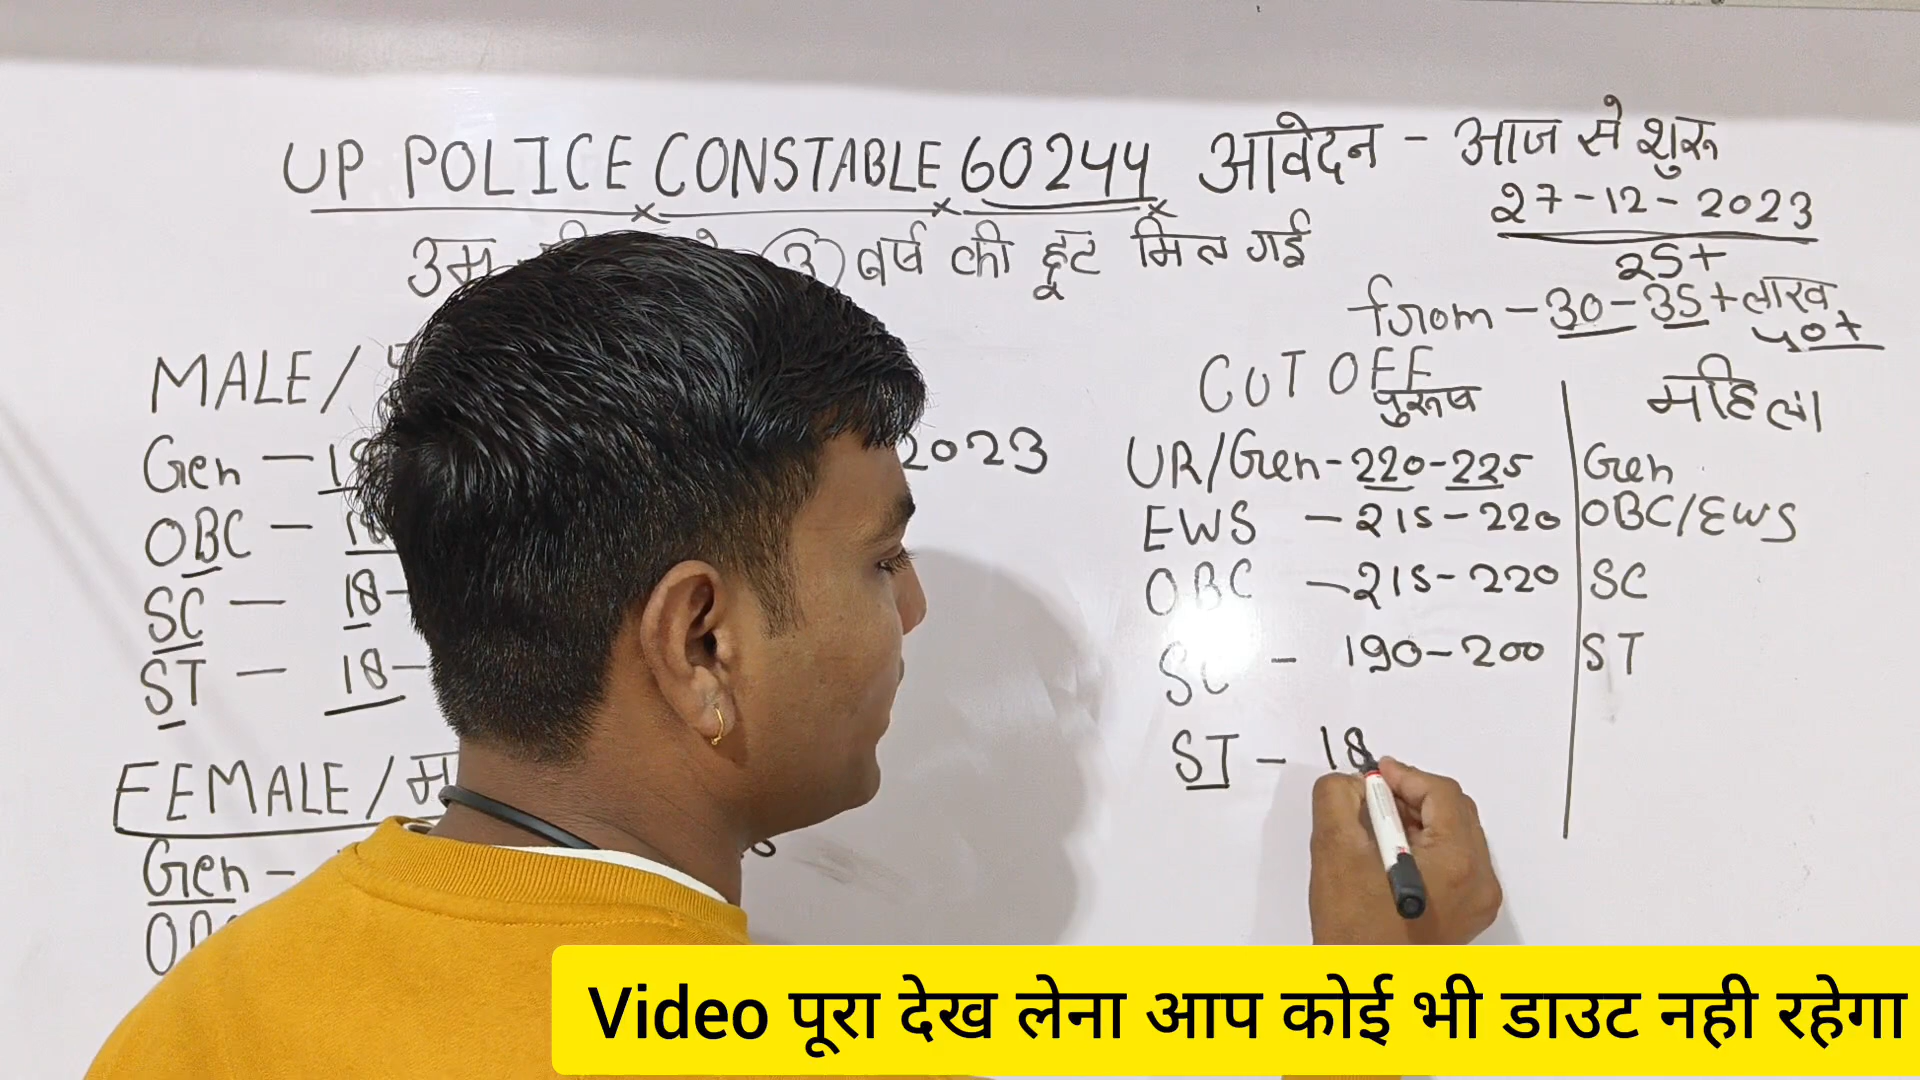 UP POLICE CONSTABLE 60244 आवेदन - आज से शुरू
27-12-2023
25+
उम्र 3 वर्ष की छूट मिल गई
from - 30 - 35 + लाख
40+
MALE/
CUT OFF
पुरूष
महिला
Gen - 2023
UR/Gen - 220 - 225 Gen
OBC - 18
EWS - 215 - 220 OBC/EWS
SC - 18-
OBC - 215 - 220 SC
ST - 18-
SC - 190 - 200 ST
ST - 18
FEMALE/
Gen -
Video पूरा देख लेना आप कोई भी डाउट नही रहेगा